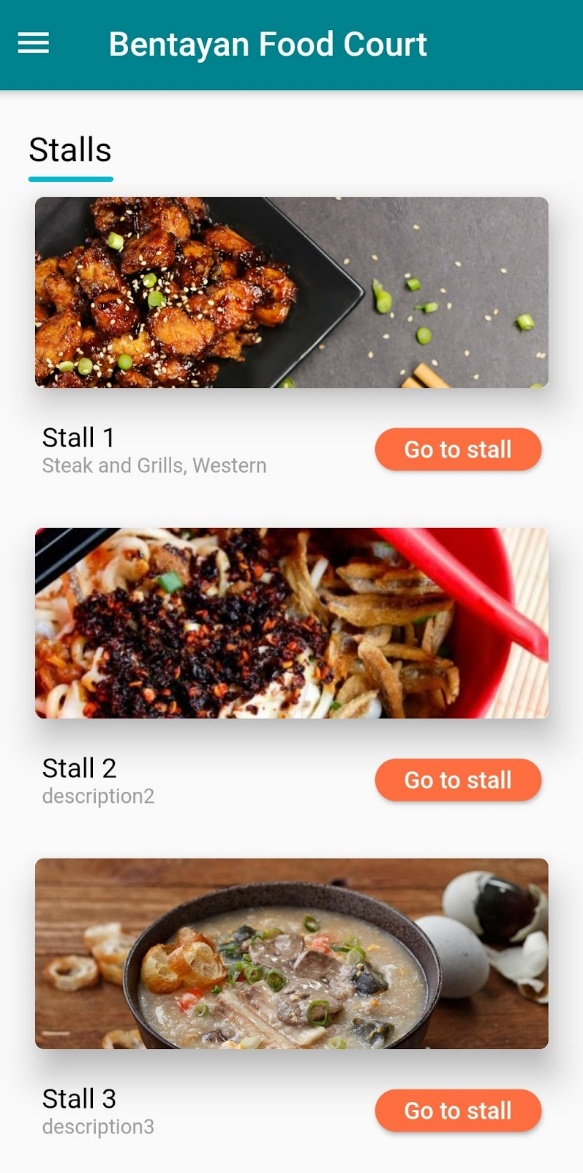 Bentayan Food Court
Stalls
Stall 1
Steak and Grills, Western
Go to stall
Stall 2
description2
Go to stall
Stall 3
description3
Go to stall